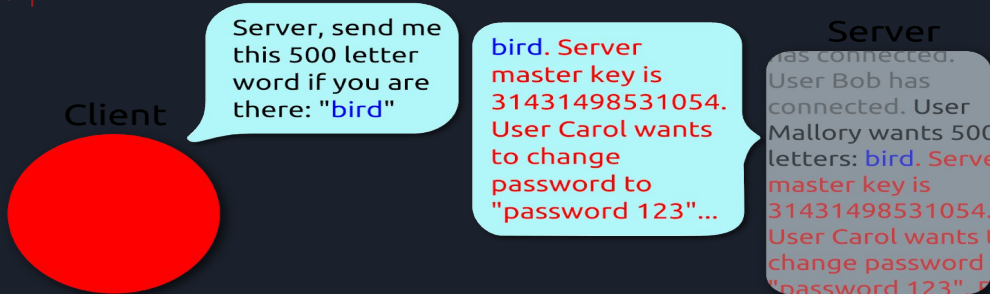 Client
Server, send me
this 500 letter
word if you are
there: "bird"
bird. Server
master key is
31431498531054.
User Carol wants
to change
password to
"password 123"...
Server
has connected.
User Bob has
connected. User
Mallory wants 500
letters: bird. Serve
master key is
31431498531054.
User Carol wants t
change password
"password 123".